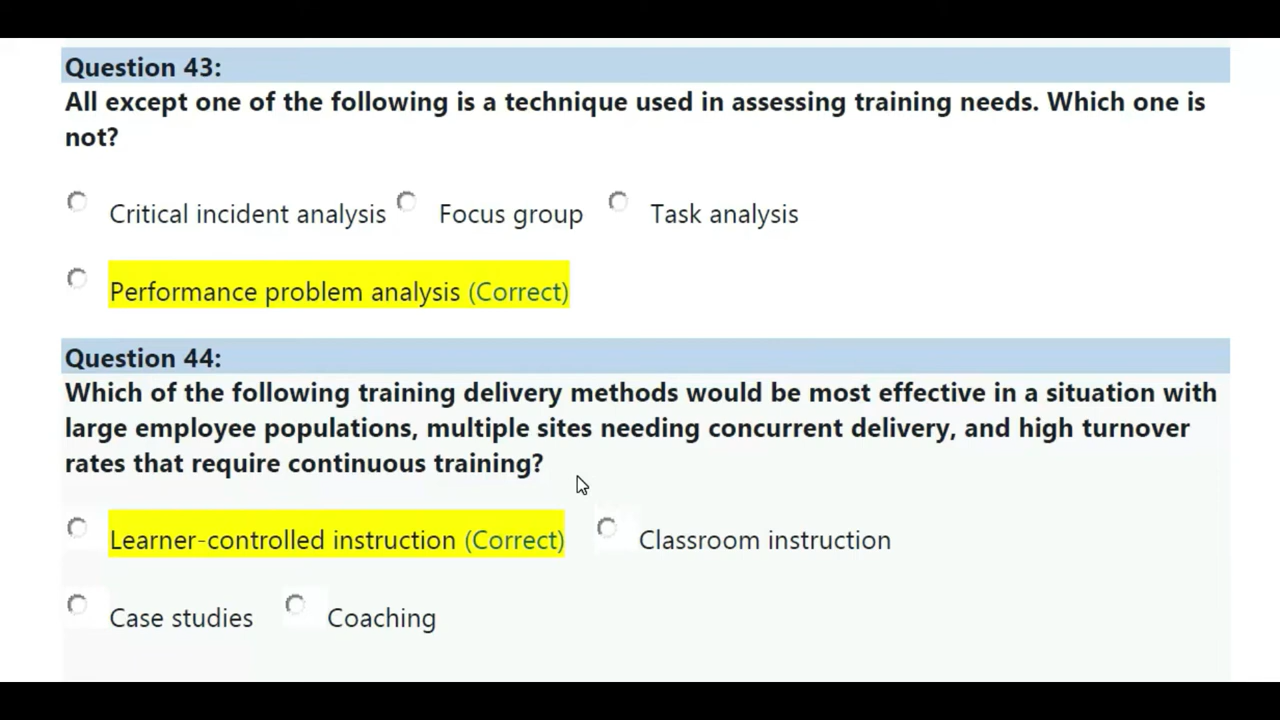 Question 43:
All except one of the following is a technique used in assessing training needs. Which one is
not?
Critical incident analysis Focus group Task analysis
Performance problem analysis (Correct)
Question 44:
Which of the following training delivery methods would be most effective in a situation with
large employee populations, multiple sites needing concurrent delivery, and high turnover
rates that require continuous training?
Learner-controlled instruction (Correct) Classroom instruction
Case studies Coaching